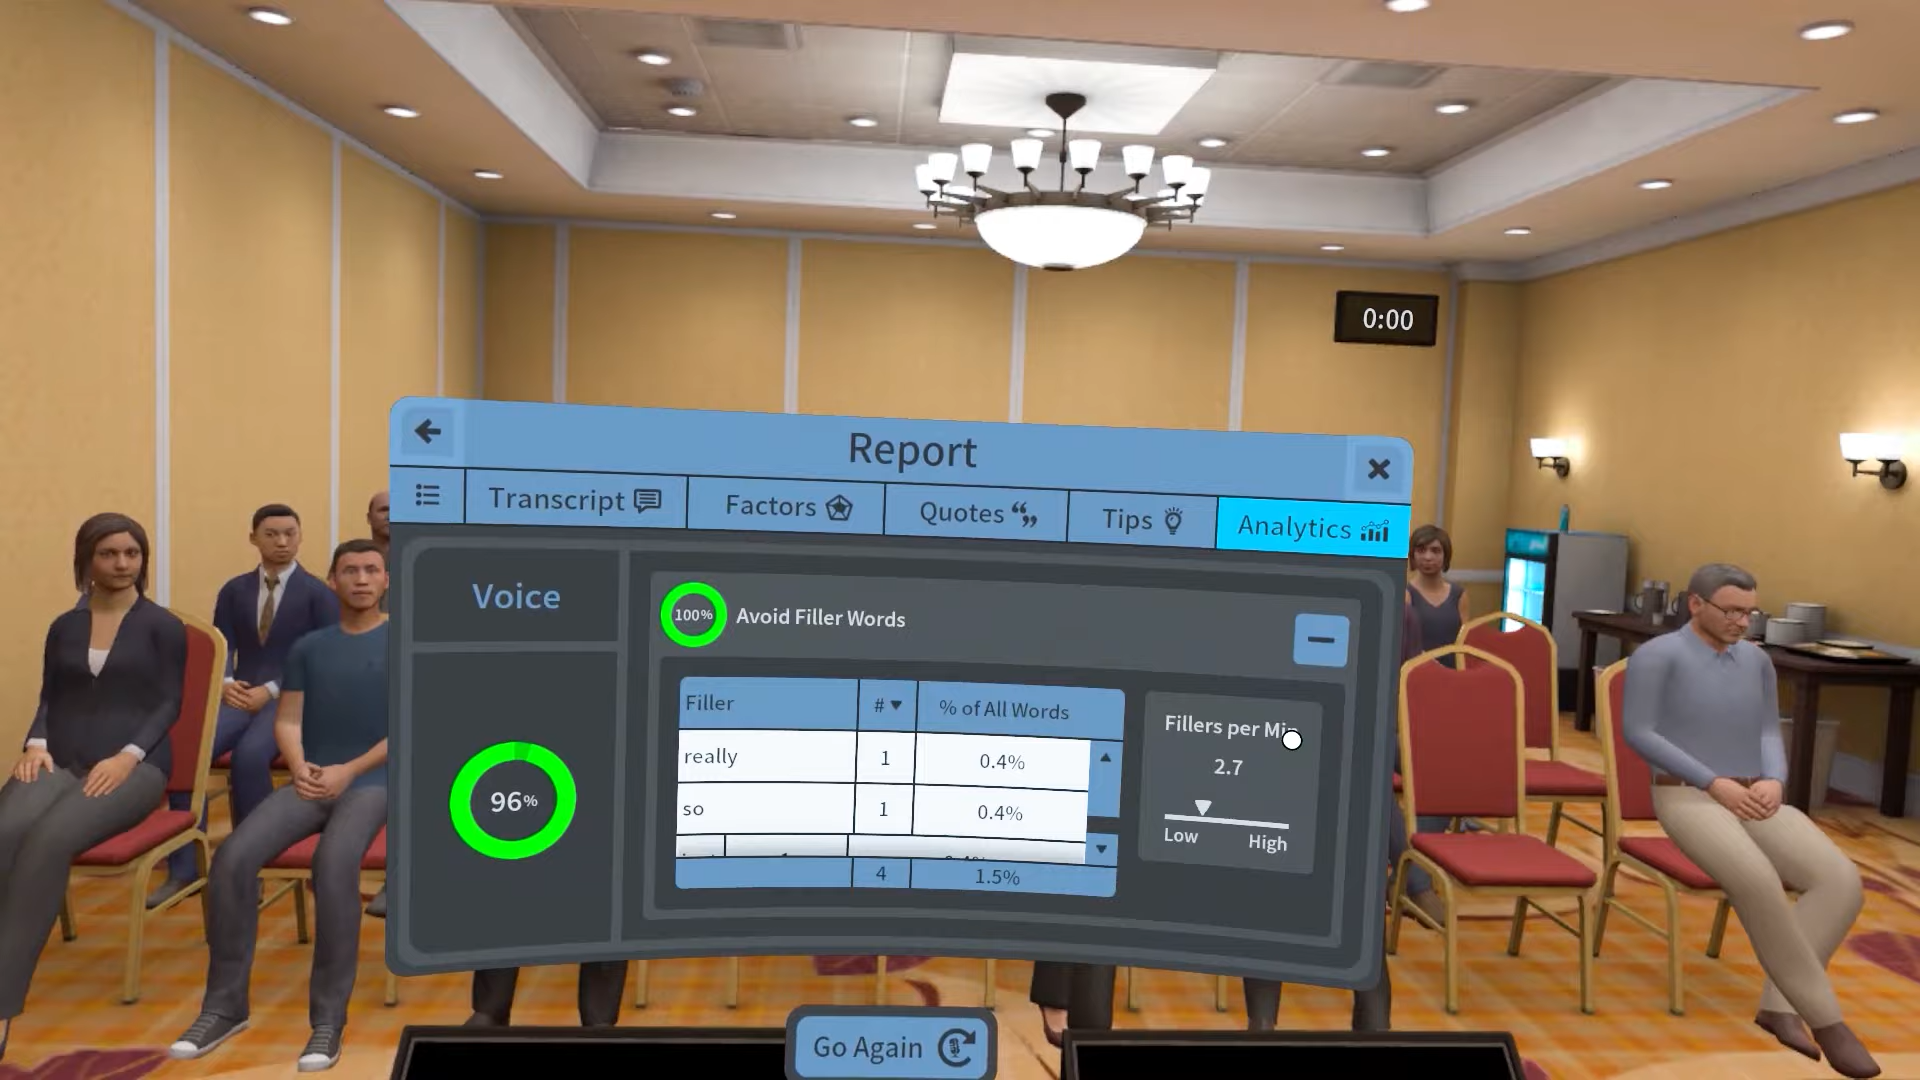 0:00
Report
Transcript
Factors
Quotes
Tips
Analytics
Voice
96%
100%
Avoid Filler Words
Filler # % of All Words
really 1 0.4%
so 1 0.4%
4 1.5%
Fillers per Min
2.7
Low High
Go Again